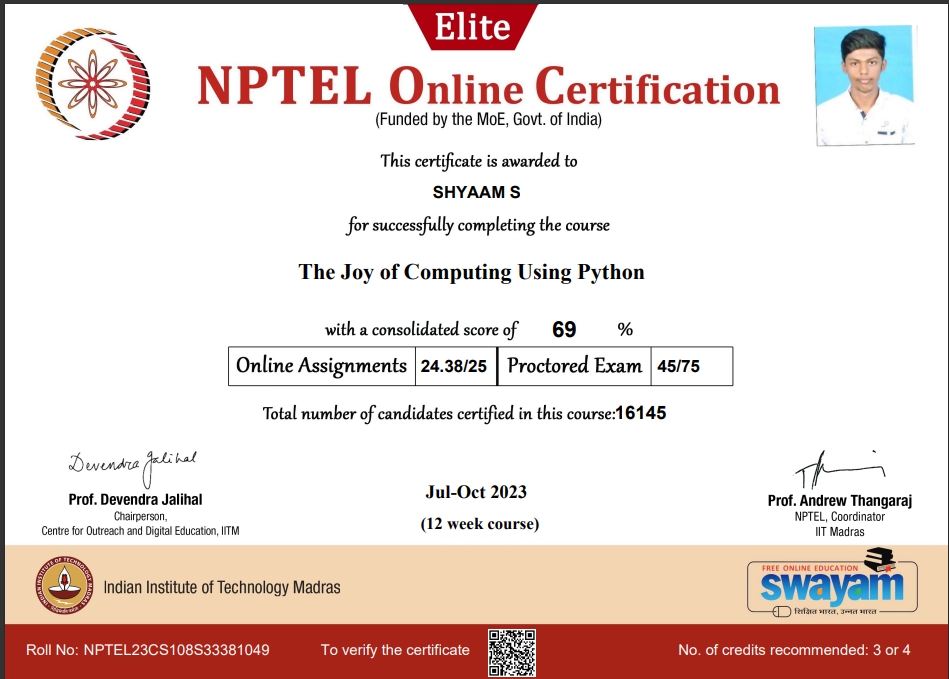 Elite
NPTEL Online Certification
(Funded by the MoE, Govt. of India)
This certificate is awarded to
SHYAAM S
for successfully completing the course
The Joy of Computing Using Python
with a consolidated score of 69 %
Online Assignments 24.38/25 Proctored Exam 45/75
Total number of candidates certified in this course:16145
Devendra Jalihal
Prof. Devendra Jalihal
Chairperson,
Centre for Outreach and Digital Education, IITM
Jul-Oct 2023
(12 week course)
Prof. Andrew Thangaraj
NPTEL, Coordinator
IIT Madras
INDIAN INSTITUTE OF TECHNOLOGY MADRAS
Indian Institute of Technology Madras
FREE ONLINE EDUCATION
swayam
शिक्षित भारत, उन्नत भारत
Roll No: NPTEL23CS108S33381049
To verify the certificate
No. of credits recommended: 3 or 4